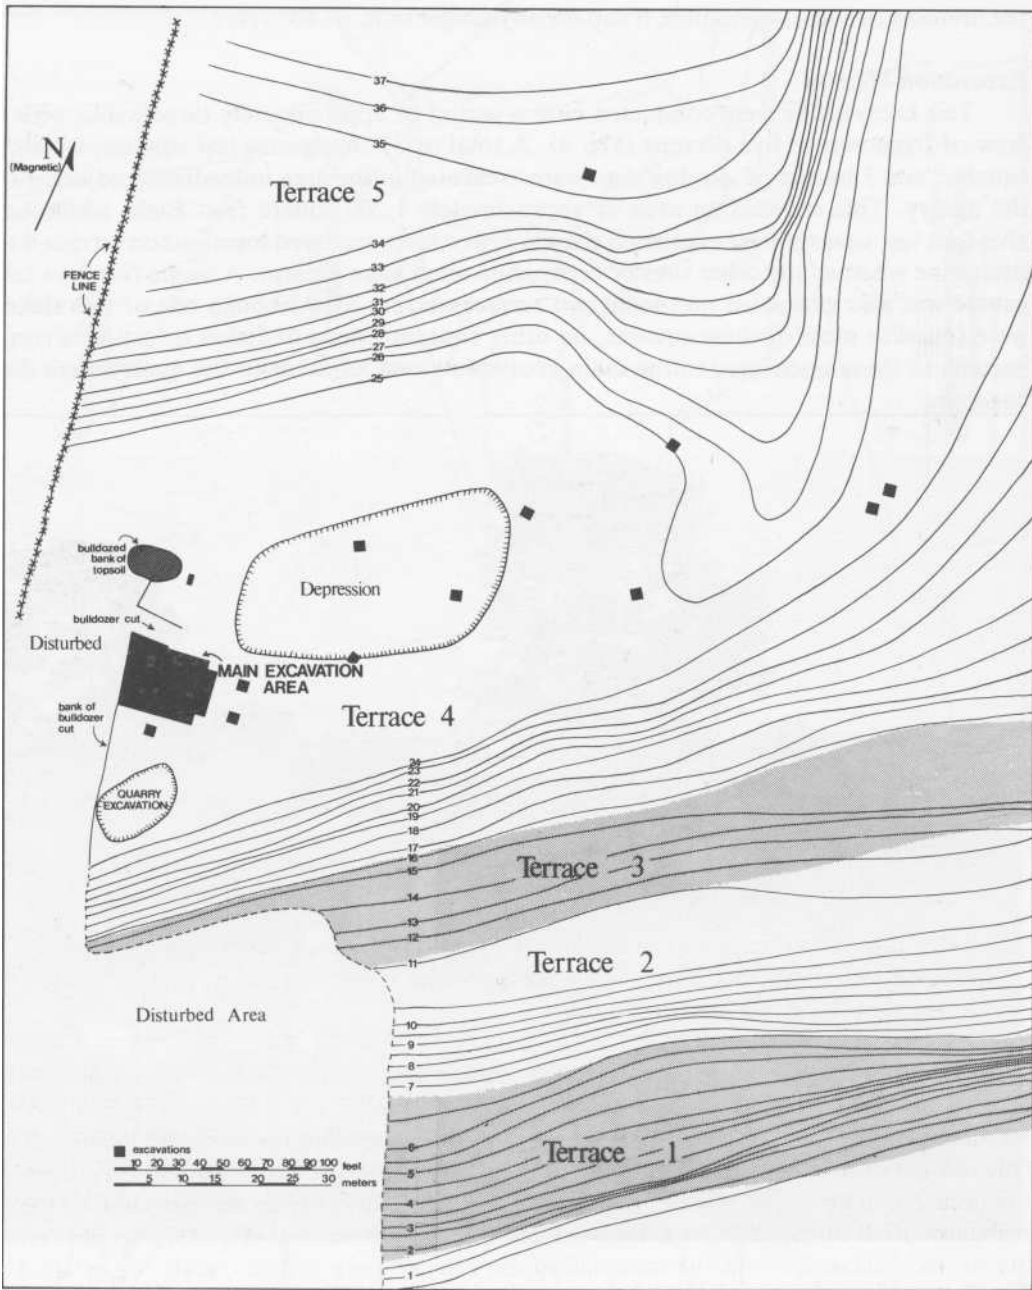 37
36
35
N
(Magnetic)
Terrace 5
34
33
32
31
30
29
28
27
26
25
FENCE
LINE
bulldozed
bank of
topsoil
Depression
bulldozer cut
Disturbed
MAIN EXCAVATION
AREA
bank of
bulldozer
cut
Terrace 4
QUARRY
EXCAVATION
24
23
22
21
20
19
18
17
16
15
14
13
12
11
Terrace 3
Terrace 2
Disturbed Area
10
9
8
7
6
5
4
3
2
1
Terrace 1
excavations
10 20 30 40 50 60 70 80 90 100
feet
5 10 15 20 25 30
meters